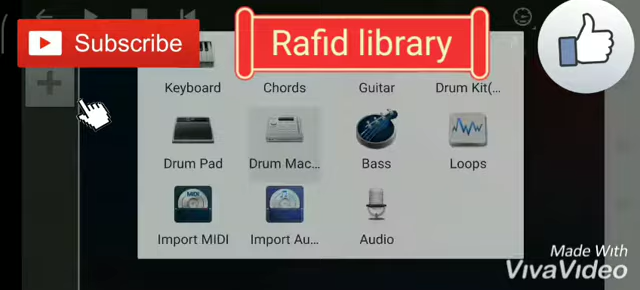 Subscribe
Rafid library
Keyboard
Chords
Guitar
Drum Kit(...
Drum Pad
Drum Mac...
Bass
Loops
MIDI
Import MIDI
Import Au...
Audio
Made With
VivaVideo